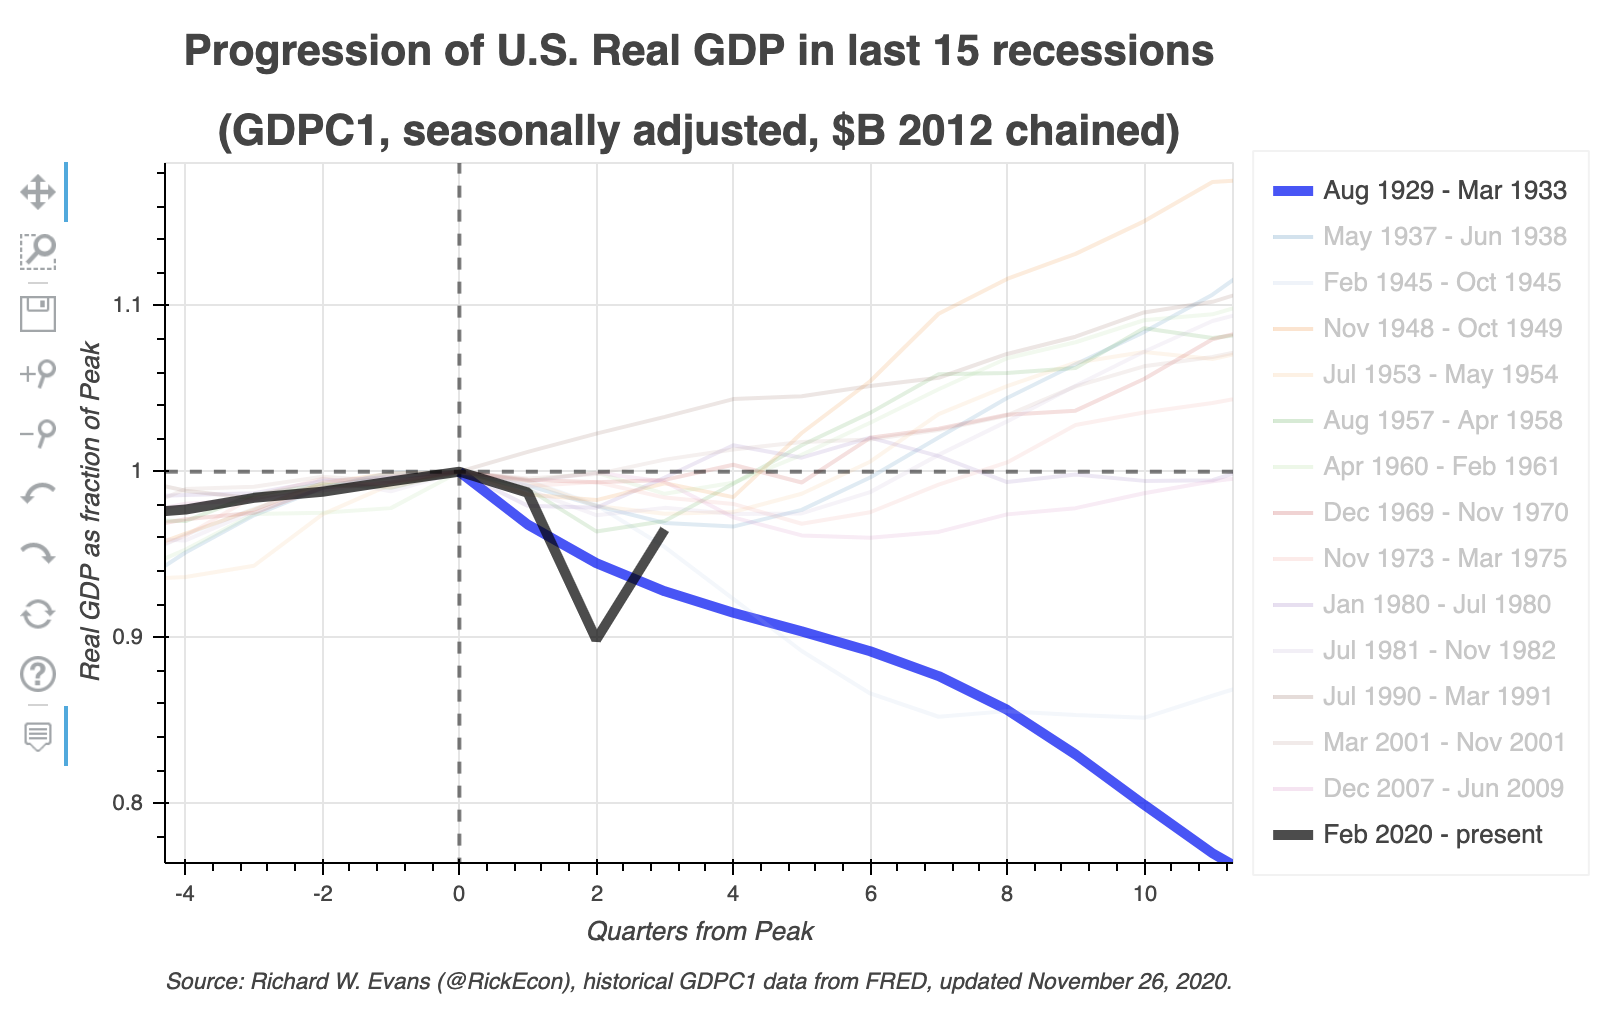 Progression of U.S. Real GDP in last 15 recessions
(GDPC1, seasonally adjusted, $B 2012 chained)
Real GDP as fraction of Peak
1.1
1
0.9
0.8
-4
-2
0
2
4
6
8
10
Quarters from Peak
Aug 1929 - Mar 1933
May 1937 - Jun 1938
Feb 1945 - Oct 1945
Nov 1948 - Oct 1949
Jul 1953 - May 1954
Aug 1957 - Apr 1958
Apr 1960 - Feb 1961
Dec 1969 - Nov 1970
Nov 1973 - Mar 1975
Jan 1980 - Jul 1980
Jul 1981 - Nov 1982
Jul 1990 - Mar 1991
Mar 2001 - Nov 2001
Dec 2007 - Jun 2009
Feb 2020 - present
Source: Richard W. Evans (@RickEcon), historical GDPC1 data from FRED, updated November 26, 2020.